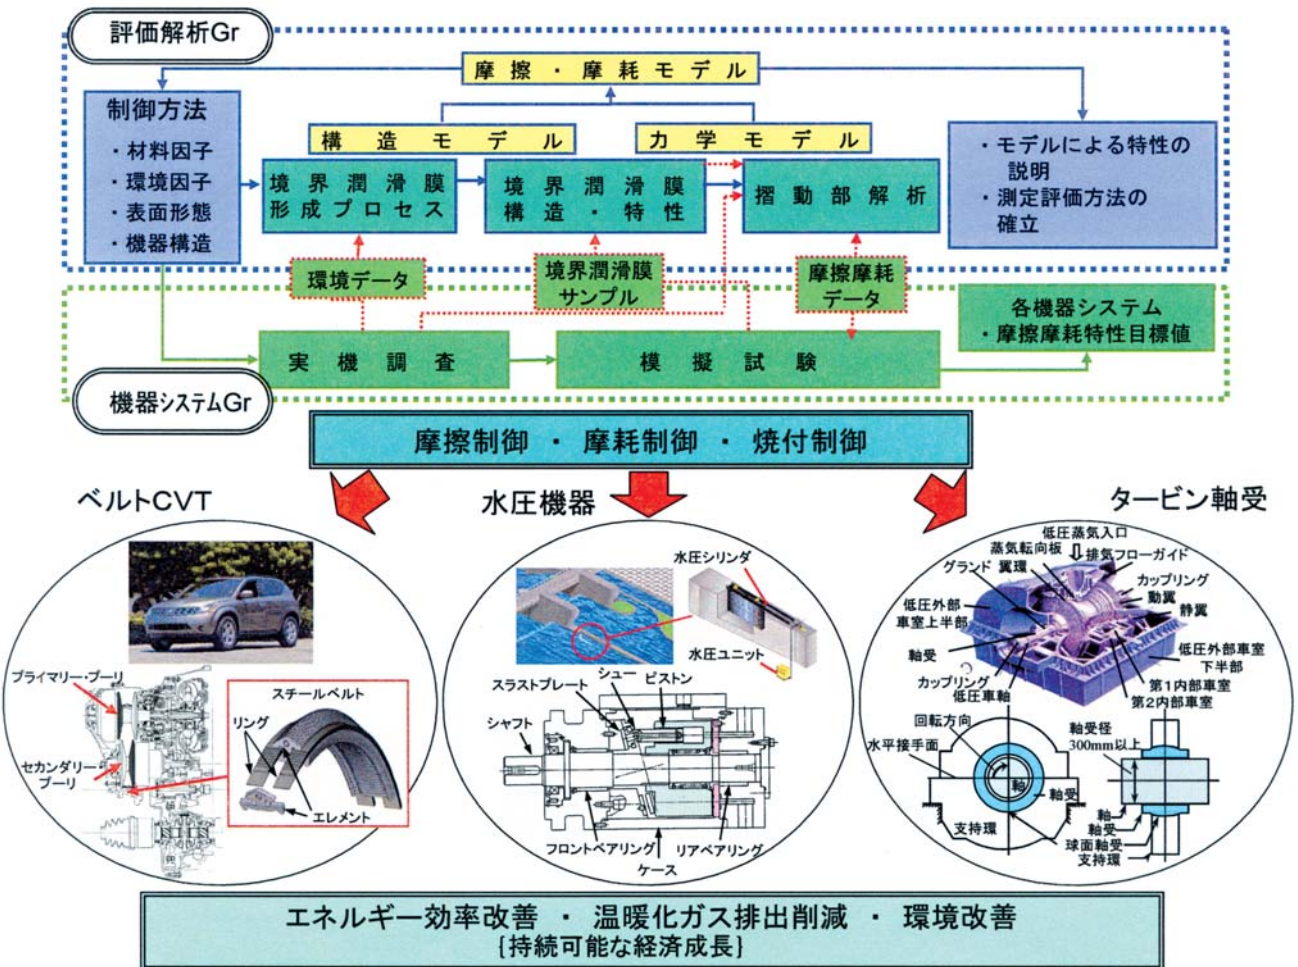 評価解析Gr
摩擦・摩耗モデル
制御方法
・材料因子
・環境因子
・表面形態
・機器構造
構造モデル
力学モデル
境界潤滑膜
形成プロセス
境界潤滑膜
構造・特性
摺動部解析
・モデルによる特性の
説明
・測定評価方法の
確立
環境データ
境界潤滑膜
サンプル
摩擦摩耗
データ
各機器システム
・摩擦摩耗特性目標値
実機調査
模擬試験
機器システムGr
摩擦制御 ・ 摩耗制御 ・ 焼付制御
ベルトCVT
プライマリー・プーリ
セカンダリー・
プーリ
スチールベルト
リング
エレメント
水圧機器
水圧シリンダ
水圧ユニット
スラストプレート
シュー
ピストン
シャフト
フロントベアリング
リアベアリング
ケース
タービン軸受
低圧蒸気入口
蒸気転向板
排気フローガイド
グランド
翼環
カップリング
動翼
静翼
低圧外部
車室上半部
軸受
カップリング
低圧車軸
低圧外部車室
下半部
第1内部車室
第2内部車室
回転方向
水平接手面
軸
軸受
支持環
軸受径
300mm以上
軸
軸受
球面軸受
支持環
エネルギー効率改善 ・ 温暖化ガス排出削減 ・ 環境改善
{持続可能な経済成長}